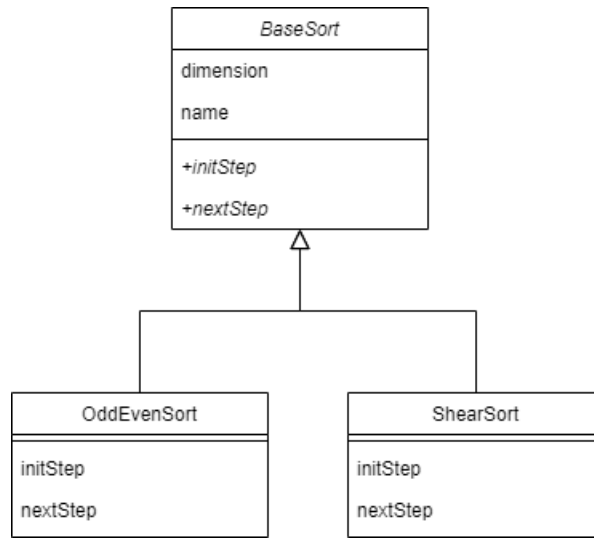 BaseSort
dimension
name
+initStep
+nextStep
OddEvenSort
initStep
nextStep
ShearSort
initStep
nextStep